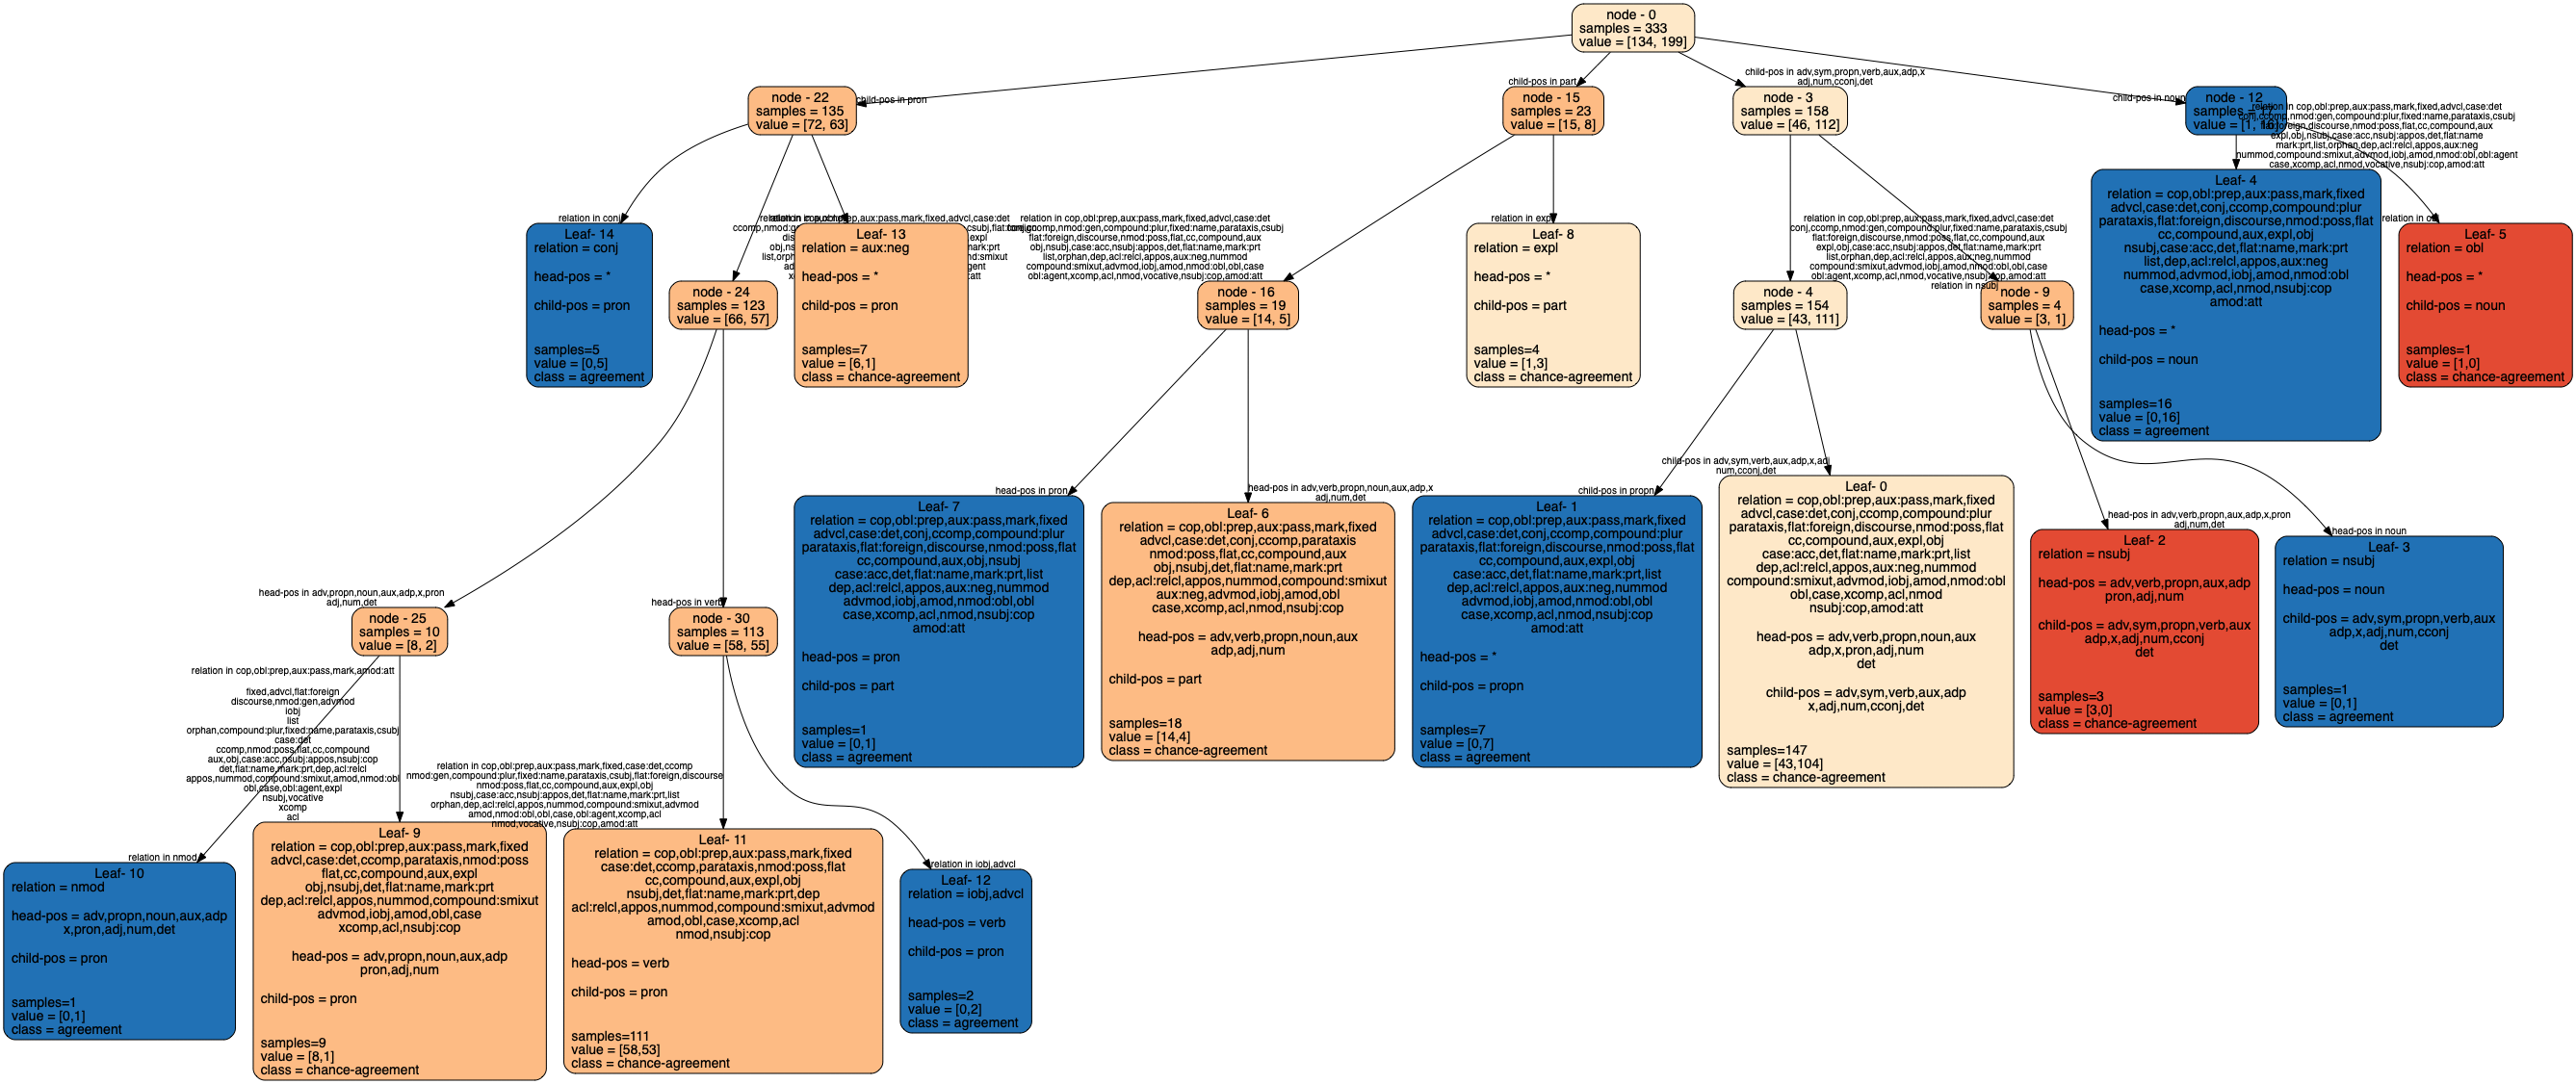 node - 0
samples = 333
value = [134, 199]
child-pos in pron
node - 22
samples = 135
value = [72, 63]
child-pos in part
node - 15
samples = 23
value = [15, 8]
child-pos in adv,sym,propn,verb,aux,adp,x
adj,num,cconj,det
node - 3
samples = 158
value = [46, 112]
child-pos in noun
node - 12
samples =
value = [1, 16]
relation in cop,obl:prep,aux:pass,mark,fixed,advcl,case:det
conj,ccomp,nmod:gen,compound:plur,fixed:name,parataxis,csubj
flat:foreign,discourse,nmod:poss,flat,cc,compound,aux
expl,obj,nsubj,case:acc,nsubj:appos,det,flat:name
mark:prt,list,orphan,dep,acl:relcl,appos,aux:neg
nummod,compound:smixut,advmod,iobj,amod,nmod:obl,obl:agent
case,xcomp,acl,nmod,vocative,nsubj:cop,amod:att
relation in conj
Leaf- 14
relation = conj
head-pos = *
child-pos = pron
samples=5
value = [0,5]
class = agreement
node - 24
samples = 123
value = [66, 57]
Leaf- 13
relation = aux:neg
head-pos = *
child-pos = pron
samples=7
value = [6,1]
class = chance-agreement
relation in cop,obl:prep,aux:pass,mark,fixed,advcl,case:det
ccomp,nmod:gen,compound:plur,fixed:name,parataxis,csubj
flat:foreign,discourse,nmod:poss,flat,cc,compound,aux
obj,nsubj,case:acc,nsubj:appos,det,flat:name,mark:prt
list,orphan,dep,acl:relcl,appos,aux:neg,nummod
compound:smixut,advmod,iobj,amod,nmod:obl,obl,case
obl:agent,xcomp,acl,nmod,vocative,nsubj:cop,amod:att
node - 16
samples = 19
value = [14, 5]
relation in expl
Leaf- 8
relation = expl
head-pos = *
child-pos = part
samples=4
value = [1,3]
class = chance-agreement
relation in cop,obl:prep,aux:pass,mark,fixed,advcl,case:det
conj,ccomp,nmod:gen,compound:plur,fixed:name,parataxis,csubj
flat:foreign,discourse,nmod:poss,flat,cc,compound,aux
expl,obj,case:acc,nsubj:appos,det,flat:name,mark:prt
list,orphan,dep,acl:relcl,appos,aux:neg,nummod
compound:smixut,advmod,iobj,amod,nmod:obl,obl,case
obl:agent,xcomp,acl,nmod,vocative,nsubj:cop,amod:att
node - 4
samples = 154
value = [43, 111]
relation in nsubj
node - 9
samples = 4
value = [3, 1]
Leaf- 4
relation = cop,obl:prep,aux:pass,mark,fixed
advcl,case:det,conj,ccomp,compound:plur
parataxis,flat:foreign,discourse,nmod:poss,flat
cc,compound,aux,expl,obj
nsubj,case:acc,det,flat:name,mark:prt
list,dep,acl:relcl,appos,aux:neg
nummod,advmod,iobj,amod,nmod:obl
case,xcomp,acl,nmod,nsubj:cop
amod:att
head-pos = *
child-pos = noun
samples=16
value = [0,16]
class = agreement
relation in obl
Leaf- 5
relation = obl
head-pos = *
child-pos = noun
samples=1
value = [1,0]
class = chance-agreement
head-pos in pron
Leaf- 7
relation = cop,obl:prep,aux:pass,mark,fixed
advcl,case:det,conj,ccomp,compound:plur
parataxis,flat:foreign,discourse,nmod:poss,flat
cc,compound,aux,obj,nsubj
case:acc,det,flat:name,mark:prt,list
dep,acl:relcl,appos,aux:neg,nummod
advmod,iobj,amod,nmod:obl,obl
case,xcomp,acl,nmod,nsubj:cop
amod:att
head-pos = pron
child-pos = part
samples=1
value = [0,1]
class = agreement
head-pos in adv,verb,propn,noun,aux,adp,x
adj,num,det
Leaf- 6
relation = cop,obl:prep,aux:pass,mark,fixed
advcl,case:det,conj,ccomp,parataxis
nmod:poss,flat,cc,compound,aux
obj,nsubj,det,flat:name,mark:prt
dep,acl:relcl,appos,nummod,compound:smixut
aux:neg,advmod,iobj,amod,obl
case,xcomp,acl,nmod,nsubj:cop
head-pos = adv,verb,propn,noun,aux
adp,adj,num
child-pos = part
samples=18
value = [14,4]
class = chance-agreement
child-pos in propn
Leaf- 1
relation = cop,obl:prep,aux:pass,mark,fixed
advcl,case:det,conj,ccomp,compound:plur
parataxis,flat:foreign,discourse,nmod:poss,flat
cc,compound,aux,expl,obj
case:acc,det,flat:name,mark:prt,list
dep,acl:relcl,appos,aux:neg,nummod
advmod,iobj,amod,nmod:obl,obl
case,xcomp,acl,nmod,nsubj:cop
amod:att
head-pos = *
child-pos = propn
samples=7
value = [0,7]
class = agreement
child-pos in adv,sym,verb,aux,adp,x,adj
num,cconj,det
Leaf- 0
relation = cop,obl:prep,aux:pass,mark,fixed
advcl,case:det,conj,ccomp,compound:plur
parataxis,flat:foreign,discourse,nmod:poss,flat
cc,compound,aux,expl,obj
case:acc,det,flat:name,mark:prt,list
dep,acl:relcl,appos,aux:neg,nummod
compound:smixut,advmod,iobj,amod,nmod:obl
obl,case,xcomp,acl,nmod
nsubj:cop,amod:att
head-pos = adv,verb,propn,noun,aux
adp,x,pron,adj,num
det
child-pos = adv,sym,verb,aux,adp
x,adj,num,cconj,det
samples=147
value = [43,104]
class = chance-agreement
head-pos in adv,verb,propn,aux,adp,x,pron
adj,num,det
Leaf- 2
relation = nsubj
head-pos = adv,verb,propn,aux,adp
pron,adj,num
child-pos = adv,sym,propn,verb,aux
adp,x,adj,num,cconj
det
samples=3
value = [3,0]
class = chance-agreement
head-pos in noun
Leaf- 3
relation = nsubj
head-pos = noun
child-pos = adv,sym,propn,verb,aux
adp,x,adj,num,cconj
det
samples=1
value = [0,1]
class = agreement
head-pos in adv,propn,noun,aux,adp,x,pron
adj,num,det
node - 25
samples = 10
value = [8, 2]
head-pos in verb
node - 30
samples = 113
value = [58, 55]
relation in cop,obl:prep,aux:pass,mark,amod:att
fixed,advcl,flat:foreign
discourse,nmod:gen,advmod
iobj
list
orphan,compound:plur,fixed:name,parataxis,csubj
case:det
ccomp,nmod:poss,flat,cc,compound
aux,obj,case:acc,nsubj:appos,nsubj:cop
det,flat:name,mark:prt,dep,acl:relcl
appos,nummod,compound:smixut,amod,nmod:obl
obl,case,obl:agent,expl
nsubj,vocative
xcomp
acl
relation in nmod
Leaf- 10
relation = nmod
head-pos = adv,propn,noun,aux,adp
x,pron,adj,num,det
child-pos = pron
samples=1
value = [0,1]
class = agreement
Leaf- 9
relation = cop,obl:prep,aux:pass,mark,fixed
advcl,case:det,ccomp,parataxis,nmod:poss
flat,cc,compound,aux,expl
obj,nsubj,det,flat:name,mark:prt
dep,acl:relcl,appos,nummod,compound:smixut
advmod,iobj,amod,obl,case
xcomp,acl,nsubj:cop
head-pos = adv,propn,noun,aux,adp
pron,adj,num
child-pos = pron
samples=9
value = [8,1]
class = chance-agreement
relation in cop,obl:prep,aux:pass,mark,fixed,case:det,ccomp
nmod:gen,compound:plur,fixed:name,parataxis,csubj,flat:foreign,discourse
nmod:poss,flat,cc,compound,aux,expl,obj
nsubj,case:acc,nsubj:appos,det,flat:name,mark:prt,list
orphan,dep,acl:relcl,appos,nummod,compound:smixut,advmod
amod,nmod:obl,obl,case,obl:agent,xcomp,acl
nmod,vocative,nsubj:cop,amod:att
Leaf- 11
relation = cop,obl:prep,aux:pass,mark,fixed
case:det,ccomp,parataxis,nmod:poss,flat
cc,compound,aux,expl,obj
nsubj,det,flat:name,mark:prt,dep
acl:relcl,appos,nummod,compound:smixut,advmod
amod,obl,case,xcomp,acl
nmod,nsubj:cop
head-pos = verb
child-pos = pron
samples=111
value = [58,53]
class = chance-agreement
relation in iobj,advcl
Leaf- 12
relation = iobj,advcl
head-pos = verb
child-pos = pron
samples=2
value = [0,2]
class = agreement